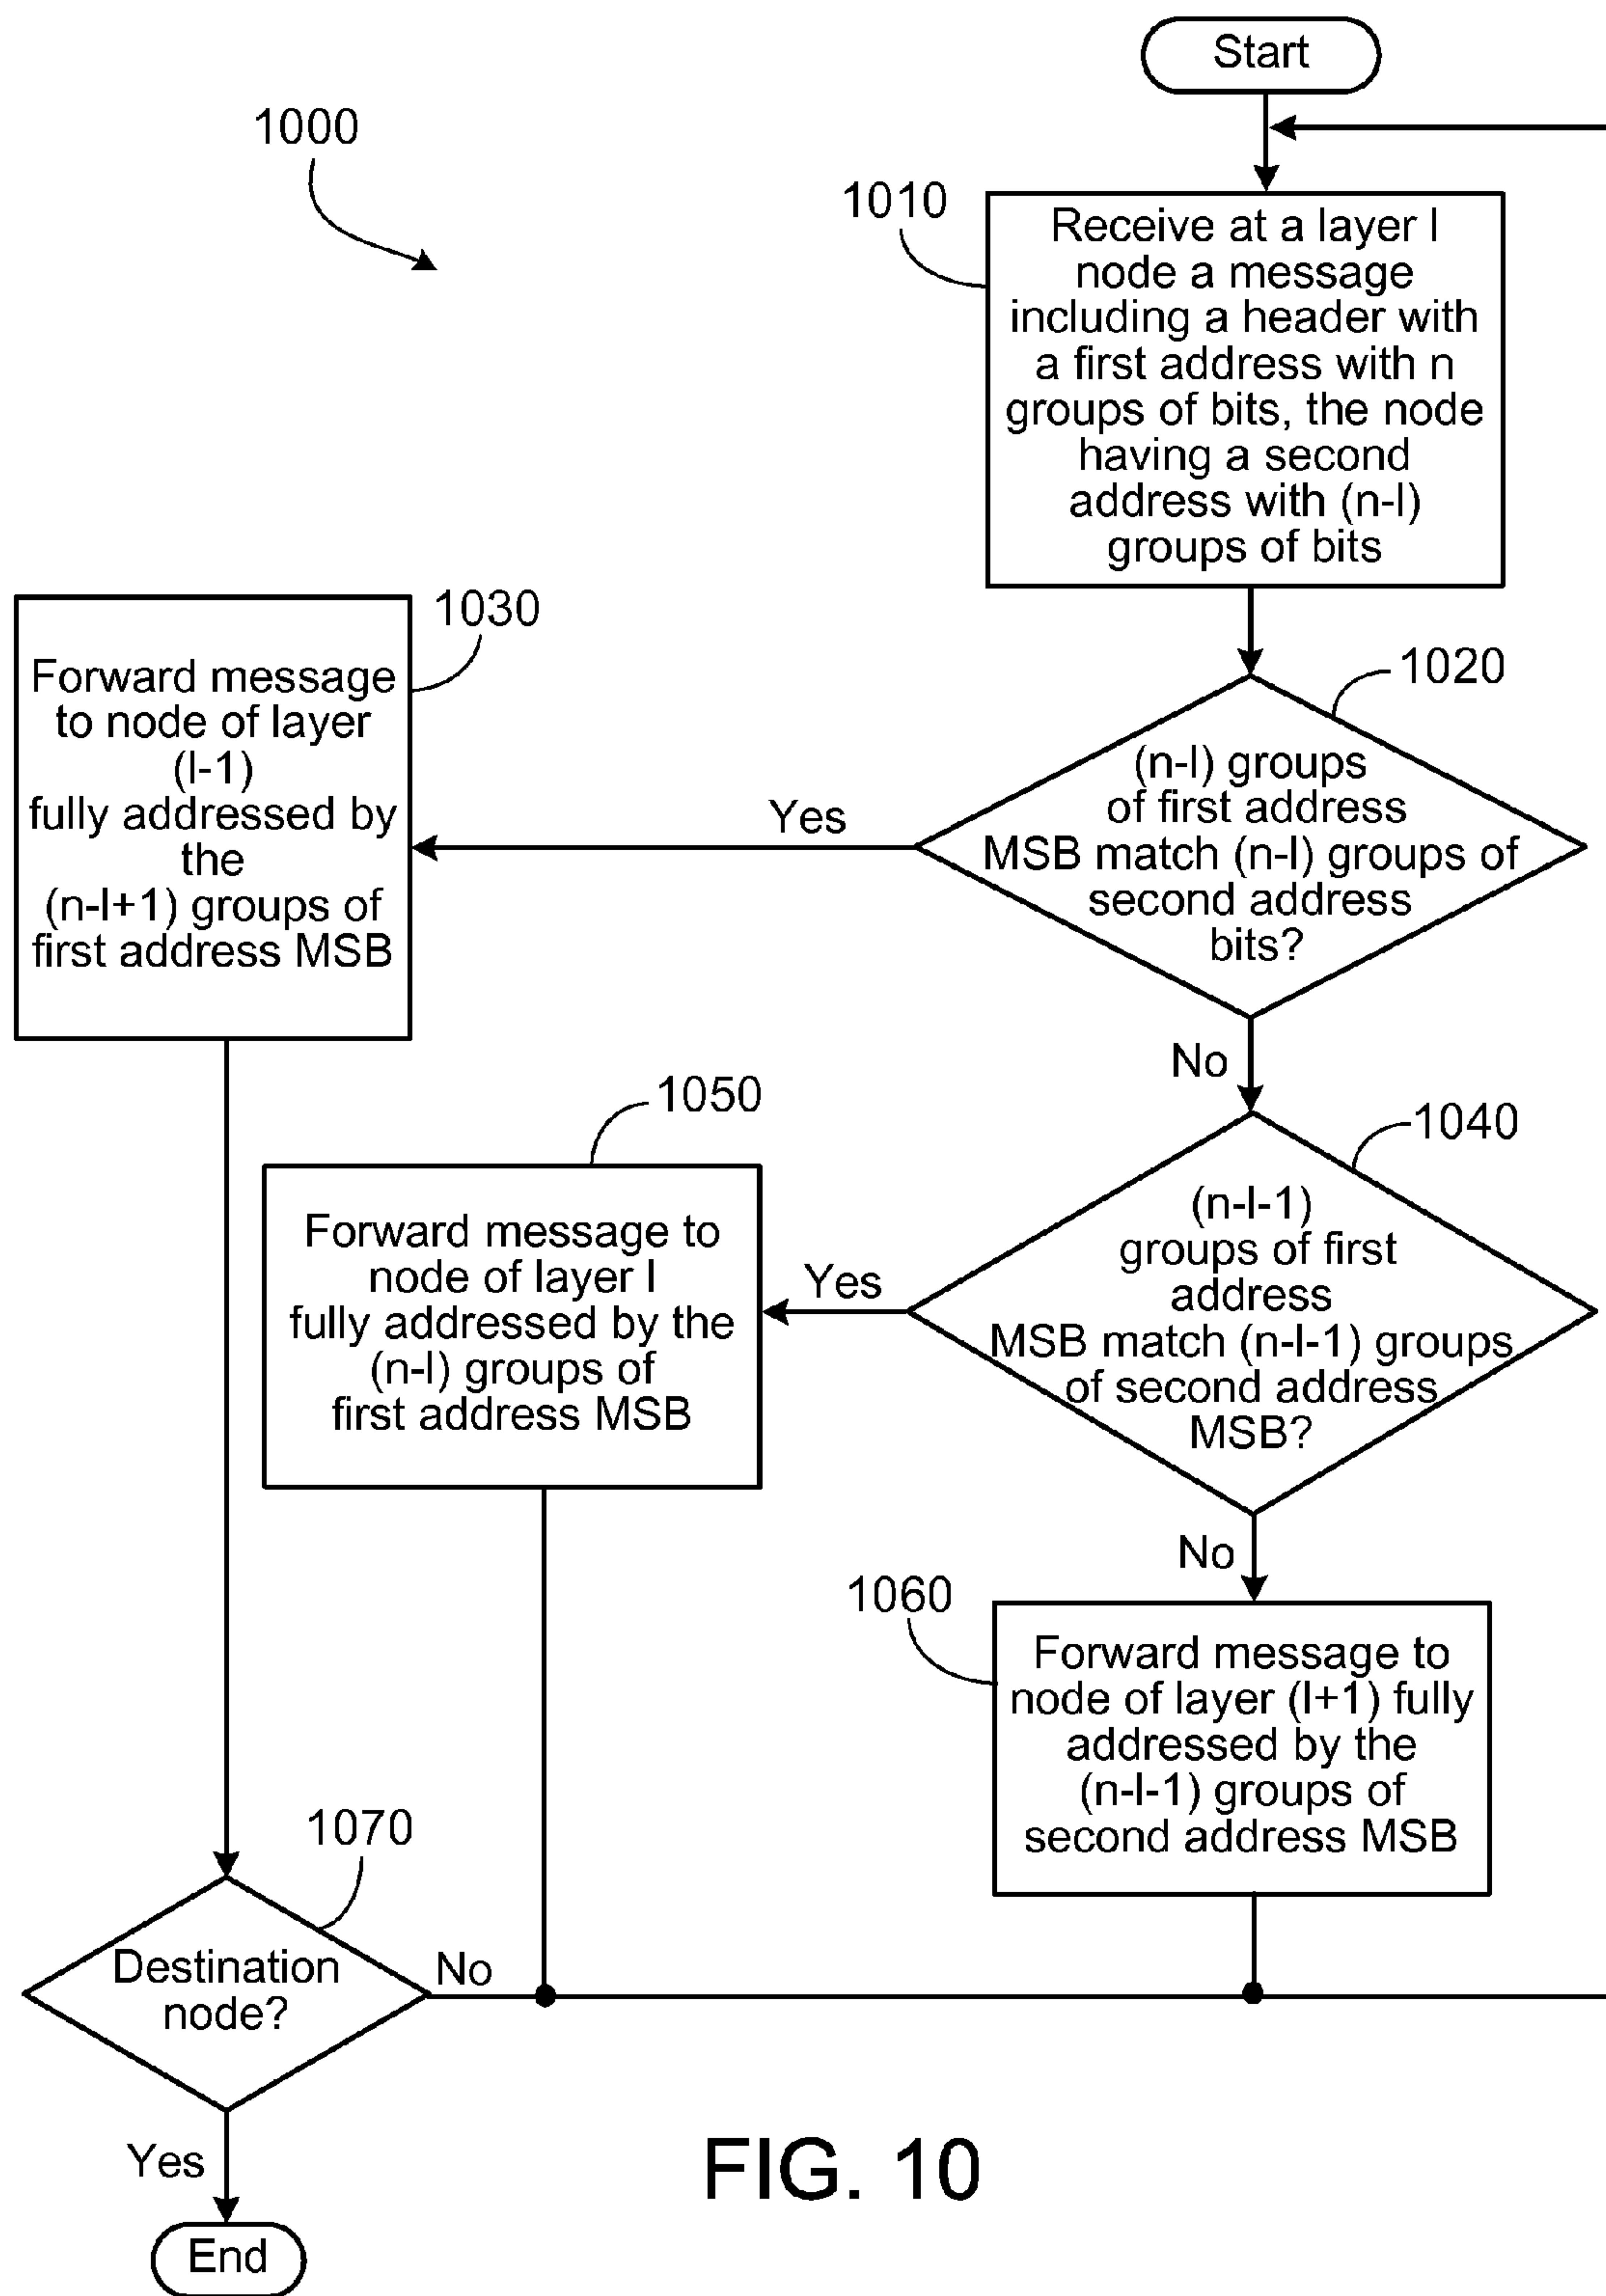 Start
1000
1010
Receive at a layer l
node a message
including a header with
a first address with n
groups of bits, the node
having a second
address with (n-l)
groups of bits
1030
Forward message
to node of layer
(l-1)
fully addressed by
the
(n-l+1) groups of
first address MSB
1020
(n-l) groups
of first address
MSB match (n-l) groups of
second address
bits?
Yes
No
1050
Forward message to
node of layer l
fully addressed by the
(n-l) groups of
first address MSB
1040
(n-l-1)
groups of first
address
MSB match (n-l-1) groups
of second address
MSB?
Yes
No
1060
Forward message to
node of layer (l+1) fully
addressed by the
(n-l-1) groups of
second address MSB
1070
Destination
node?
No
Yes
End
FIG. 10